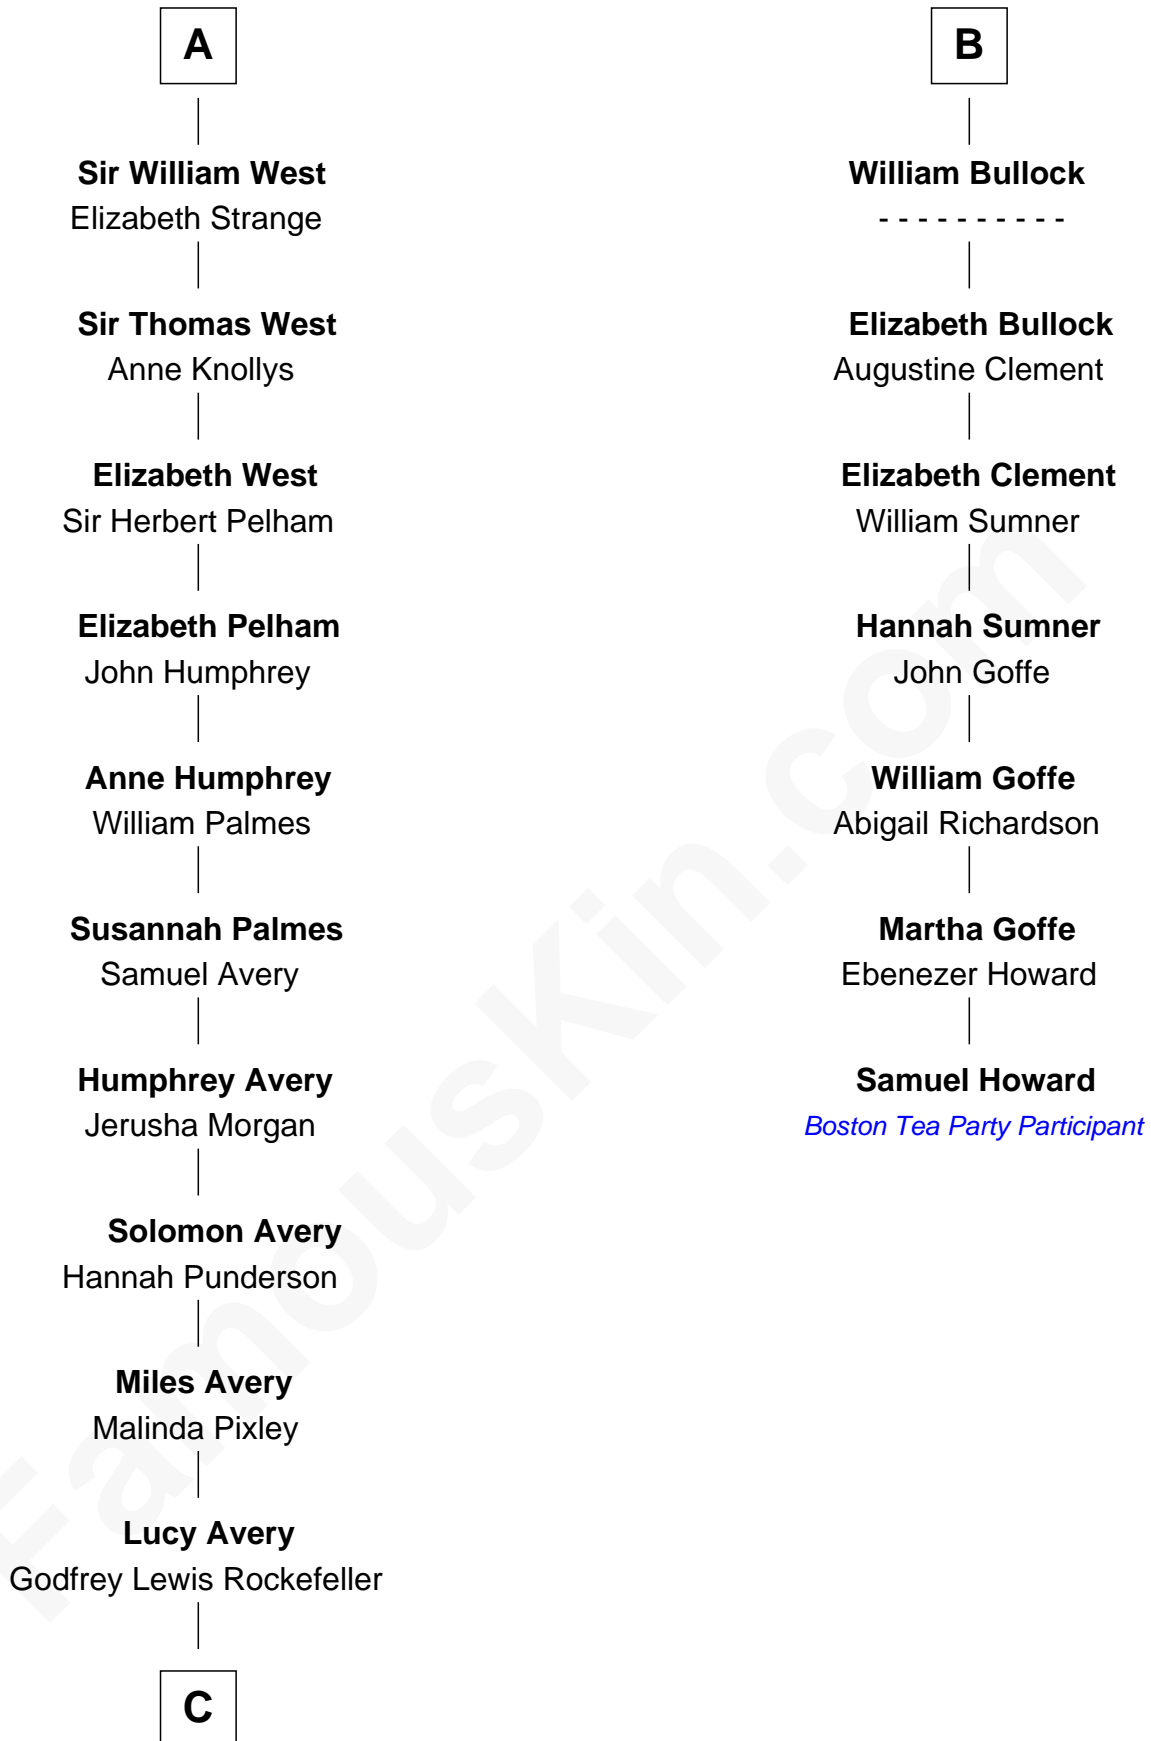 A
Sir William West
Elizabeth Strange
Sir Thomas West
Anne Knollys
Elizabeth West
Sir Herbert Pelham
Elizabeth Pelham
John Humphrey
Anne Humphrey
William Palmes
Susannah Palmes
Samuel Avery
Humphrey Avery
Jerusha Morgan
Solomon Avery
Hannah Punderson
Miles Avery
Malinda Pixley
Lucy Avery
Godfrey Lewis Rockefeller
C
B
William Bullock
- - - - - - - - - -
Elizabeth Bullock
Augustine Clement
Elizabeth Clement
William Sumner
Hannah Sumner
John Goffe
William Goffe
Abigail Richardson
Martha Goffe
Ebenezer Howard
Samuel Howard
Boston Tea Party Participant
FamousKin.com